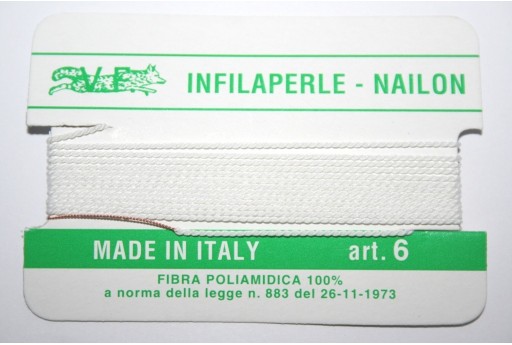 V.F.
INFILAPERLE - NAILON
MADE IN ITALY art. 6
FIBRA POLIAMIDICA 100%
a norma della legge n. 883 del 26-11-1973